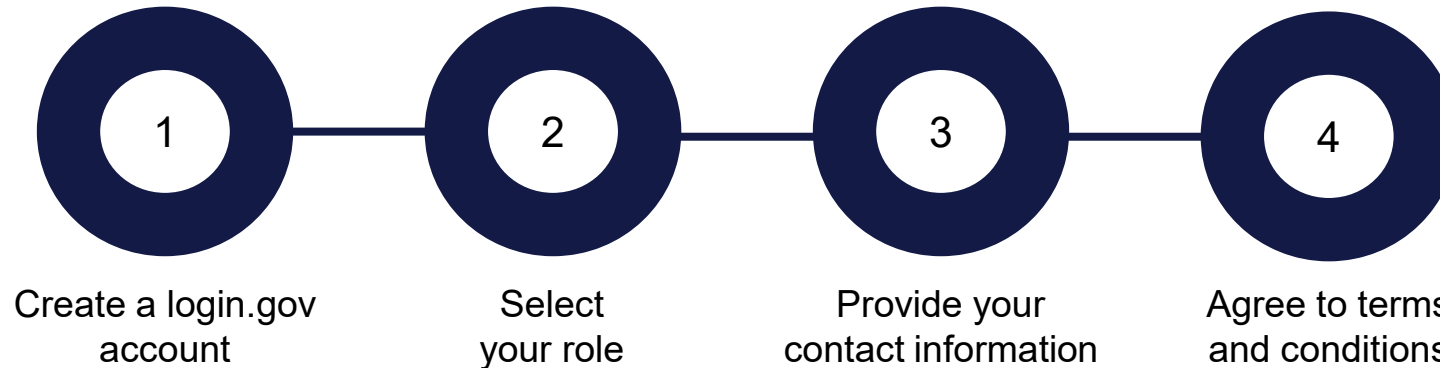 1
2
3
4
Create a login.gov
account
Select
your role
Provide your
contact information
Agree to terms
and conditions